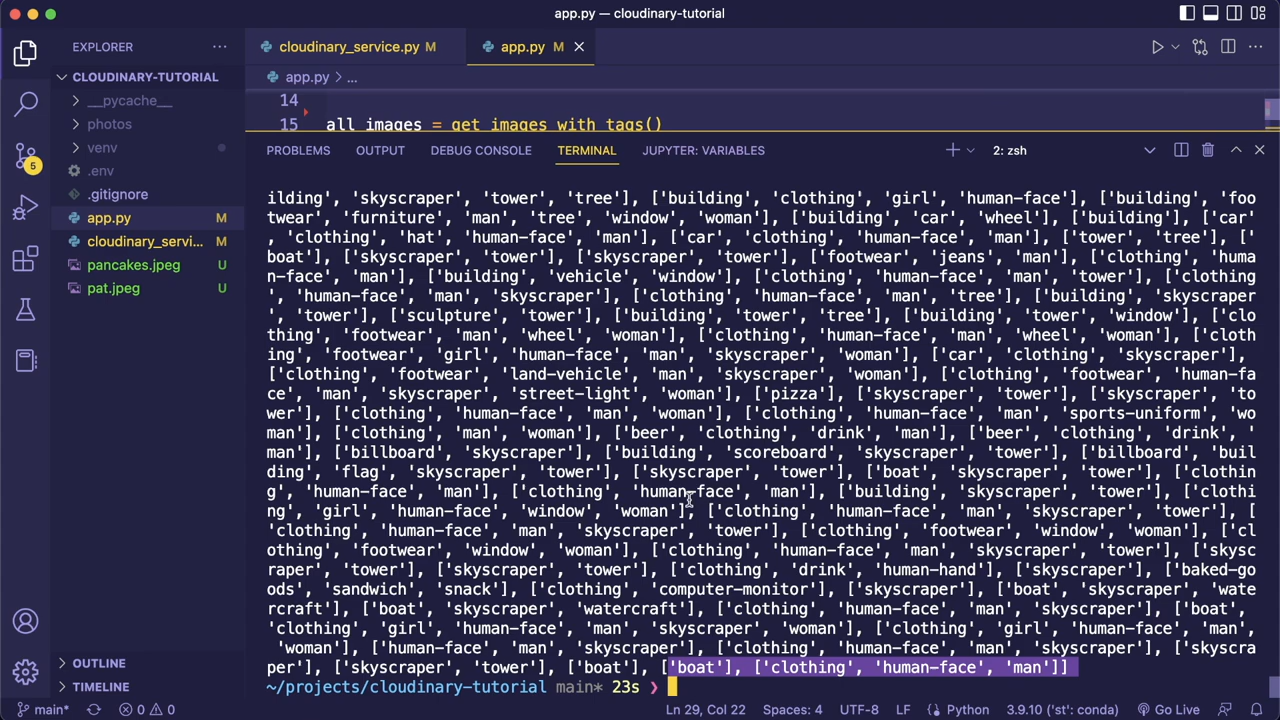 app.py — cloudinary-tutorial
EXPLORER
cloudinary_service.py M
app.py M
CLOUDINARY-TUTORIAL
app.py > ...
__pycache__
14
photos
15 all_images = get_images_with_tags()
venv
PROBLEMS OUTPUT DEBUG CONSOLE TERMINAL JUPYTER: VARIABLES 2: zsh
.env
.gitignore
app.py M
cloudinary_servi... M
pancakes.jpeg U
pat.jpeg U
5
ilding', 'skyscraper', 'tower', 'tree'], ['building', 'clothing', 'girl', 'human-face'], ['building', 'foo
twear', 'furniture', 'man', 'tree', 'window', 'woman'], ['building', 'car', 'wheel'], ['building'], ['car'
, 'clothing', 'hat', 'human-face', 'man'], ['car', 'clothing', 'human-face', 'man'], ['tower', 'tree'], ['
boat'], ['skyscraper', 'tower'], ['skyscraper', 'tower'], ['footwear', 'jeans', 'man'], ['clothing', 'huma
n-face', 'man'], ['building', 'vehicle', 'window'], ['clothing', 'human-face', 'man', 'tower'], ['clothing
', 'human-face', 'man', 'skyscraper'], ['clothing', 'human-face', 'man', 'tree'], ['building', 'skyscraper
', 'tower'], ['sculpture', 'tower'], ['building', 'tower', 'tree'], ['building', 'tower', 'window'], ['clo
thing', 'footwear', 'man', 'wheel', 'woman'], ['clothing', 'human-face', 'man', 'wheel', 'woman'], ['cloth
ing', 'footwear', 'girl', 'human-face', 'man', 'skyscraper', 'woman'], ['car', 'clothing', 'skyscraper'],
['clothing', 'footwear', 'land-vehicle', 'man', 'skyscraper', 'woman'], ['clothing', 'footwear', 'human-fa
ce', 'man', 'skyscraper', 'street-light', 'woman'], ['pizza'], ['skyscraper', 'tower'], ['skyscraper', 'to
wer'], ['clothing', 'human-face', 'man', 'woman'], ['clothing', 'human-face', 'man', 'sports-uniform', 'wo
man'], ['clothing', 'man', 'woman'], ['beer', 'clothing', 'drink', 'man'], ['beer', 'clothing', 'drink', '
man'], ['billboard', 'skyscraper'], ['building', 'scoreboard', 'skyscraper', 'tower'], ['billboard', 'buil
ding', 'flag', 'skyscraper', 'tower'], ['skyscraper', 'tower'], ['boat', 'skyscraper', 'tower'], ['clothin
g', 'human-face', 'man'], ['clothing', 'human-face', 'man'], ['building', 'skyscraper', 'tower'], ['clothi
ng', 'girl', 'human-face', 'window', 'woman'], ['clothing', 'human-face', 'man', 'skyscraper', 'tower'], [
'clothing', 'human-face', 'man', 'skyscraper', 'tower'], ['clothing', 'footwear', 'window', 'woman'], ['cl
othing', 'footwear', 'window', 'woman'], ['clothing', 'human-face', 'man', 'skyscraper', 'tower'], ['skysc
raper', 'tower'], ['skyscraper', 'tower'], ['clothing', 'drink', 'human-hand'], ['skyscraper'], ['baked-go
ods', 'sandwich', 'snack'], ['clothing', 'computer-monitor'], ['skyscraper'], ['boat', 'skyscraper', 'wate
rcraft'], ['boat', 'skyscraper', 'watercraft'], ['clothing', 'human-face', 'man', 'skyscraper'], ['boat',
'clothing', 'girl', 'human-face', 'man', 'skyscraper', 'woman'], ['clothing', 'girl', 'human-face', 'man',
'woman'], ['human-face', 'man', 'skyscraper'], ['clothing', 'human-face', 'man', 'skyscra
per'], ['skyscraper', 'tower'], ['boat'], ['boat'], ['clothing', 'human-face', 'man']]
~/projects/cloudinary-tutorial main* 23s ❯
OUTLINE
TIMELINE
main* 0 0 Ln 29, Col 22 Spaces: 4 UTF-8 LF Python 3.9.10 ('st': conda) Go Live